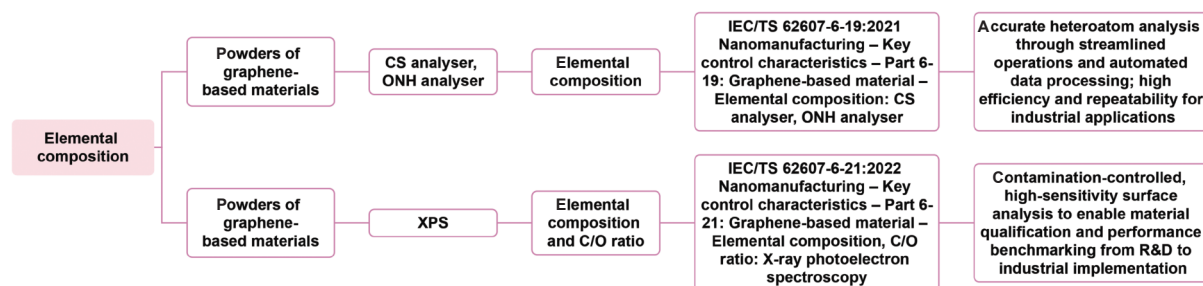 Elemental
composition
Powders of
graphene-
based materials
CS analyser,
ONH analyser
Elemental
composition
IEC/TS 62607-6-19:2021
Nanomanufacturing – Key
control characteristics – Part 6-
19: Graphene-based material –
Elemental composition: CS
analyser, ONH analyser
Accurate heteroatom analysis
through streamlined
operations and automated
data processing; high
efficiency and repeatability for
industrial applications
Powders of
graphene-
based materials
XPS
Elemental
composition
and C/O ratio
IEC/TS 62607-6-21:2022
Nanomanufacturing – Key
control characteristics – Part 6-
21: Graphene-based material –
Elemental composition, C/O
ratio: X-ray photoelectron
spectroscopy
Contamination-controlled,
high-sensitivity surface
analysis to enable material
qualification and performance
benchmarking from R&D to
industrial implementation